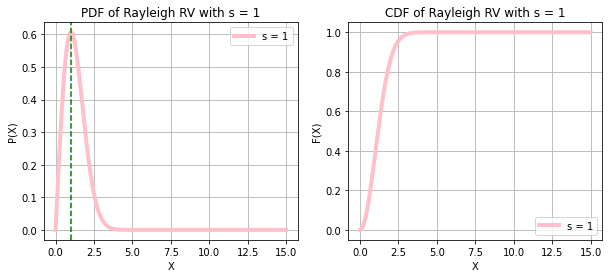 PDF of Rayleigh RV with s = 1
s = 1
P(X)
0.6
0.5
0.4
0.3
0.2
0.1
0.0
0.0 2.5 5.0 7.5 10.0 12.5 15.0
X
CDF of Rayleigh RV with s = 1
F(X)
1.0
0.8
0.6
0.4
0.2
0.0
s = 1
0.0 2.5 5.0 7.5 10.0 12.5 15.0
X